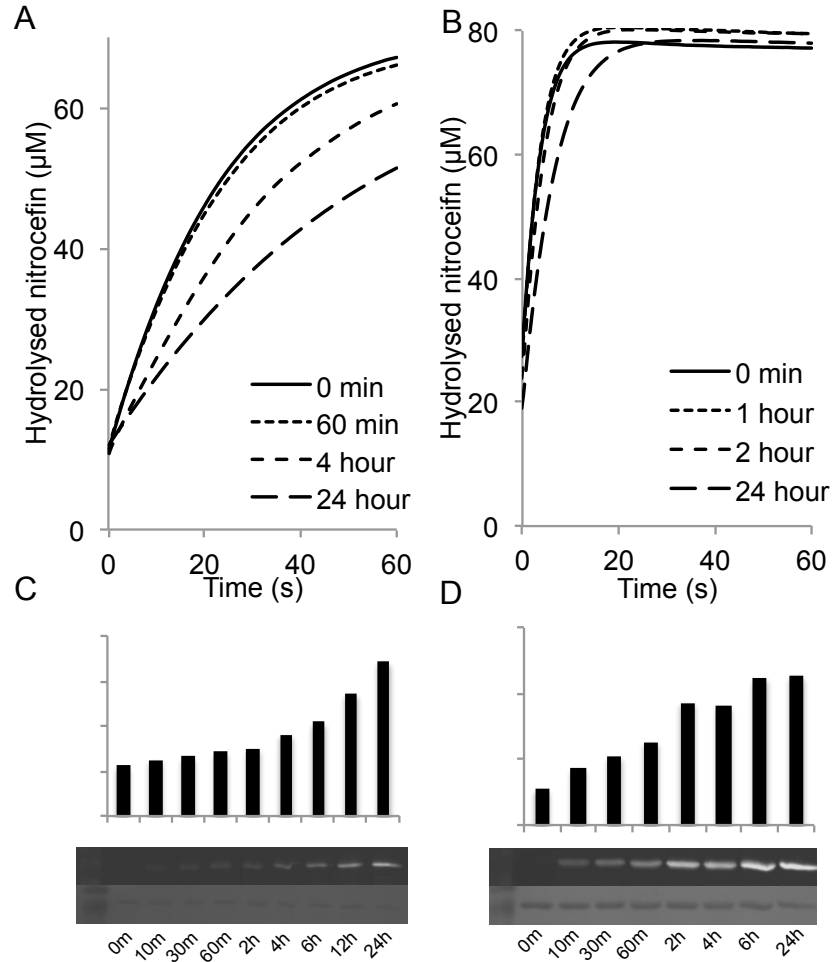 A
Hydrolysed nitrocefin (µM)
60
40
20
0
0 20 40 60
Time (s)
0 min
60 min
4 hour
24 hour
B
Hydrolysed nitroceifn (µM)
80
60
40
20
0
0 20 40 60
Time (s)
0 min
1 hour
2 hour
24 hour
C
0m 10m 30m 60m 2h 4h 6h 12h 24h
D
0m 10m 30m 60m 2h 4h 6h 24h